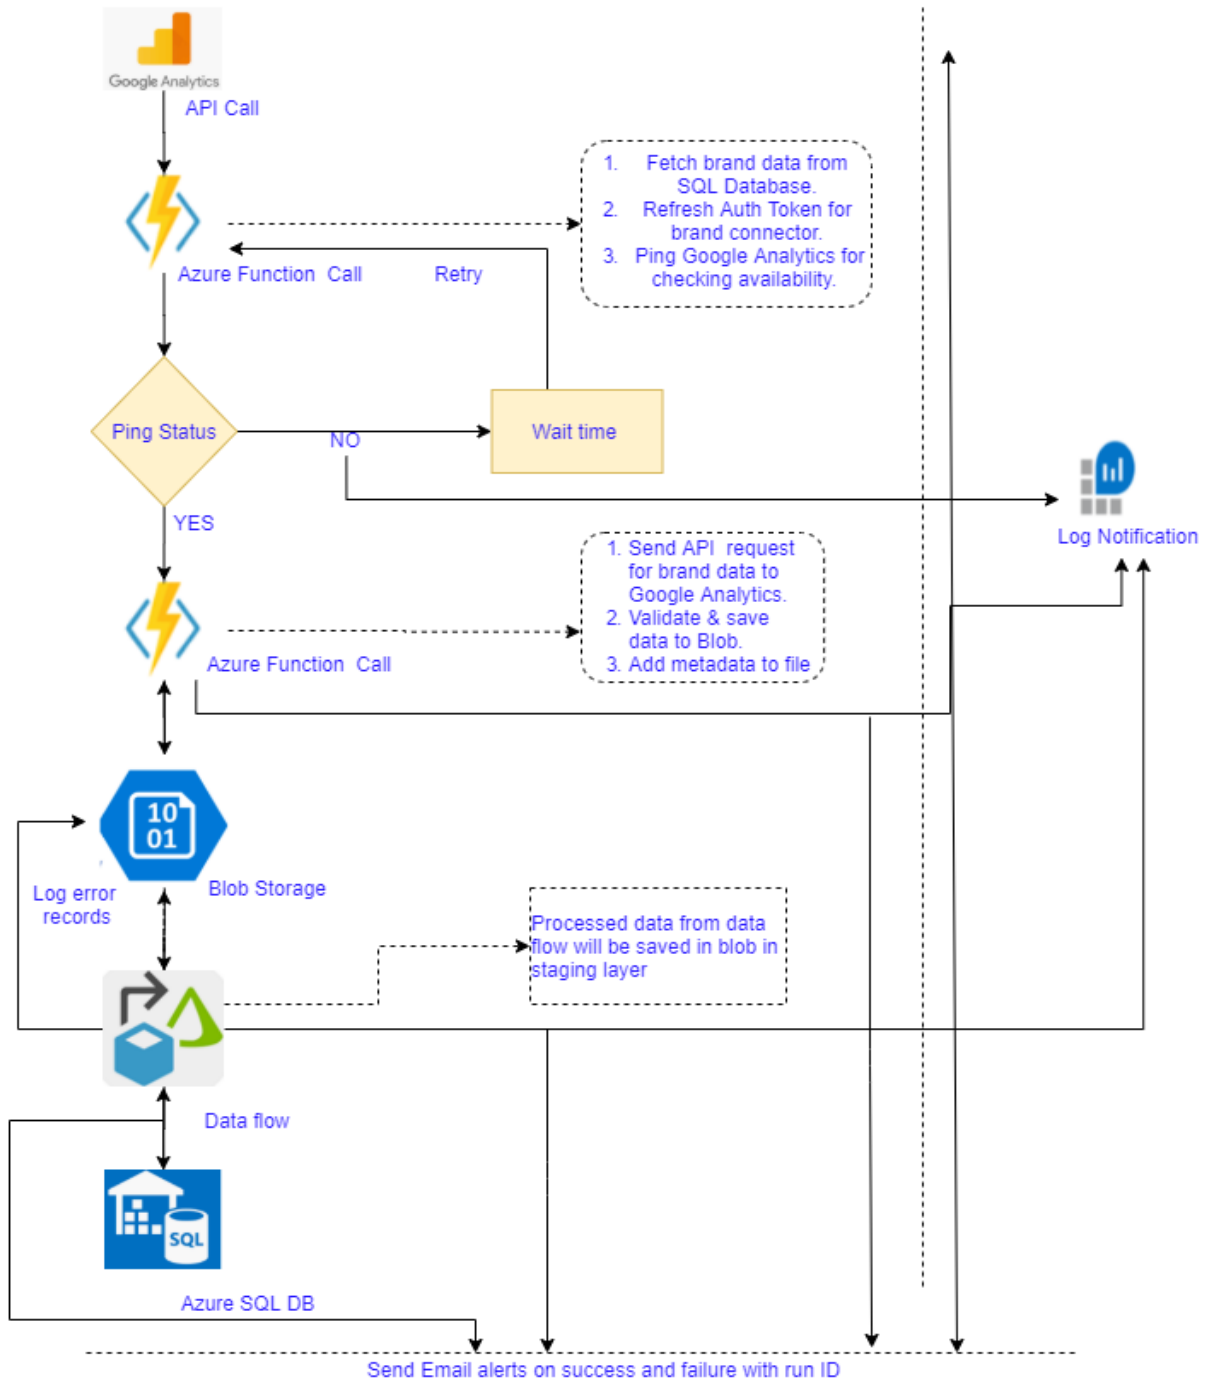 Google Analytics
API Call
1. Fetch brand data from
SQL Database.
2. Refresh Auth Token for
brand connector.
3. Ping Google Analytics for
checking availability.
Azure Function Call
Retry
Ping Status
NO
Wait time
Log Notification
YES
1. Send API request
for brand data to
Google Analytics.
2. Validate & save
data to Blob.
3. Add metadata to file
Azure Function Call
10
01
Log error
records
Blob Storage
Processed data from data
flow will be saved in blob in
staging layer
Data flow
SQL
Azure SQL DB
Send Email alerts on success and failure with run ID